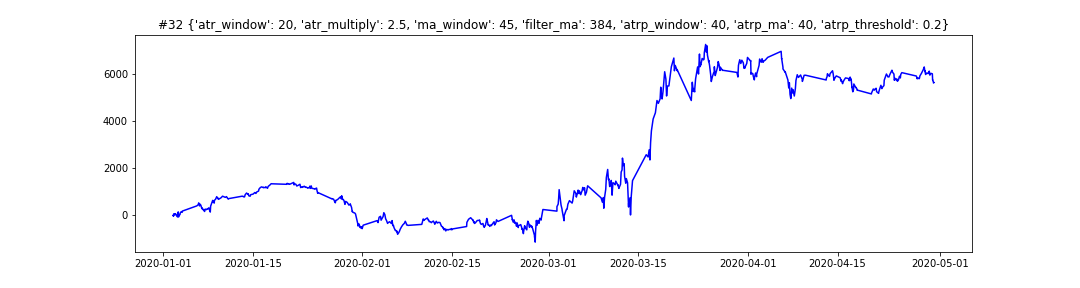 #32 {'atr_window': 20, 'atr_multiply': 2.5, 'ma_window': 45, 'filter_ma': 384, 'atrp_window': 40, 'atrp_ma': 40, 'atrp_threshold': 0.2}
6000
4000
2000
0
2020-01-01 2020-01-15 2020-02-01 2020-02-15 2020-03-01 2020-03-15 2020-04-01 2020-04-15 2020-05-01